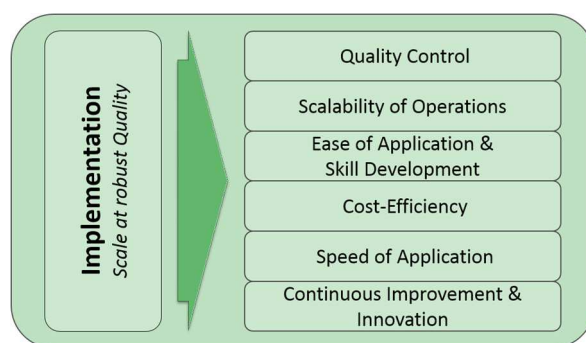 Implementation
Scale at robust Quality
Quality Control
Scalability of Operations
Ease of Application &
Skill Development
Cost-Efficiency
Speed of Application
Continuous Improvement &
Innovation